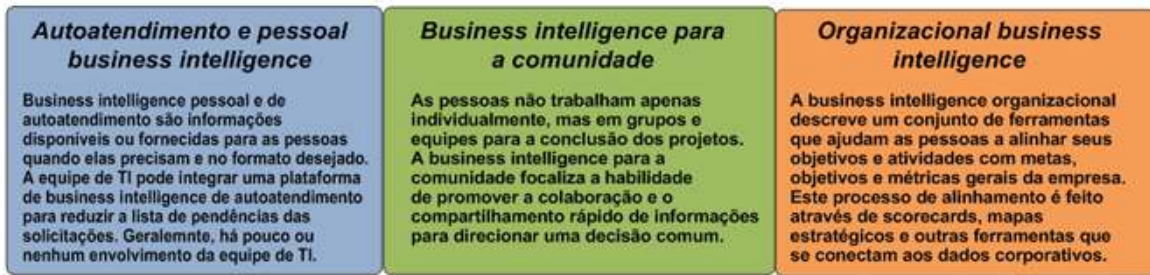 Autoatendimento e pessoal
business intelligence
Business intelligence pessoal e de
autoatendimento são informações
disponíveis ou fornecidas para as pessoas
quando elas precisam e no formato desejado.
A equipe de TI pode integrar uma plataforma
de business intelligence de autoatendimento
para reduzir a lista de pendências das
solicitações. Geralemnte, há pouco ou
nenhum envolvimento da equipe de TI.
Business intelligence para
a comunidade
As pessoas não trabalham apenas
individualmente, mas em grupos e
equipes para a conclusão dos projetos.
A business intelligence para a
comunidade focaliza a habilidade
de promover a colaboração e o
compartilhamento rápido de informações
para direcionar uma decisão comum.
Organizacional business
intelligence
A business intelligence organizacional
descreve um conjunto de ferramentas
que ajudam as pessoas a alinhar seus
objetivos e atividades com metas,
objetivos e métricas gerais da empresa.
Este processo de alinhamento é feito
através de scorecards, mapas
estratégicos e outras ferramentas que
se conectam aos dados corporativos.